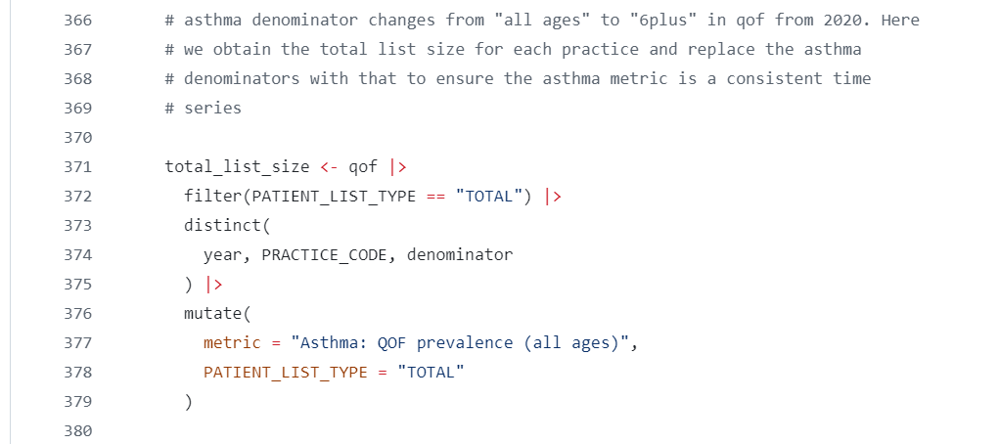 366 # asthma denominator changes from "all ages" to "6plus" in qof from 2020. Here
367 # we obtain the total list size for each practice and replace the asthma
368 # denominators with that to ensure the asthma metric is a consistent time
369 # series
370
371 total_list_size <- qof |>
372 filter(PATIENT_LIST_TYPE == "TOTAL") |>
373 distinct(
374 year, PRACTICE_CODE, denominator
375 ) |>
376 mutate(
377 metric = "Asthma: QOF prevalence (all ages)",
378 PATIENT_LIST_TYPE = "TOTAL"
379 )
380